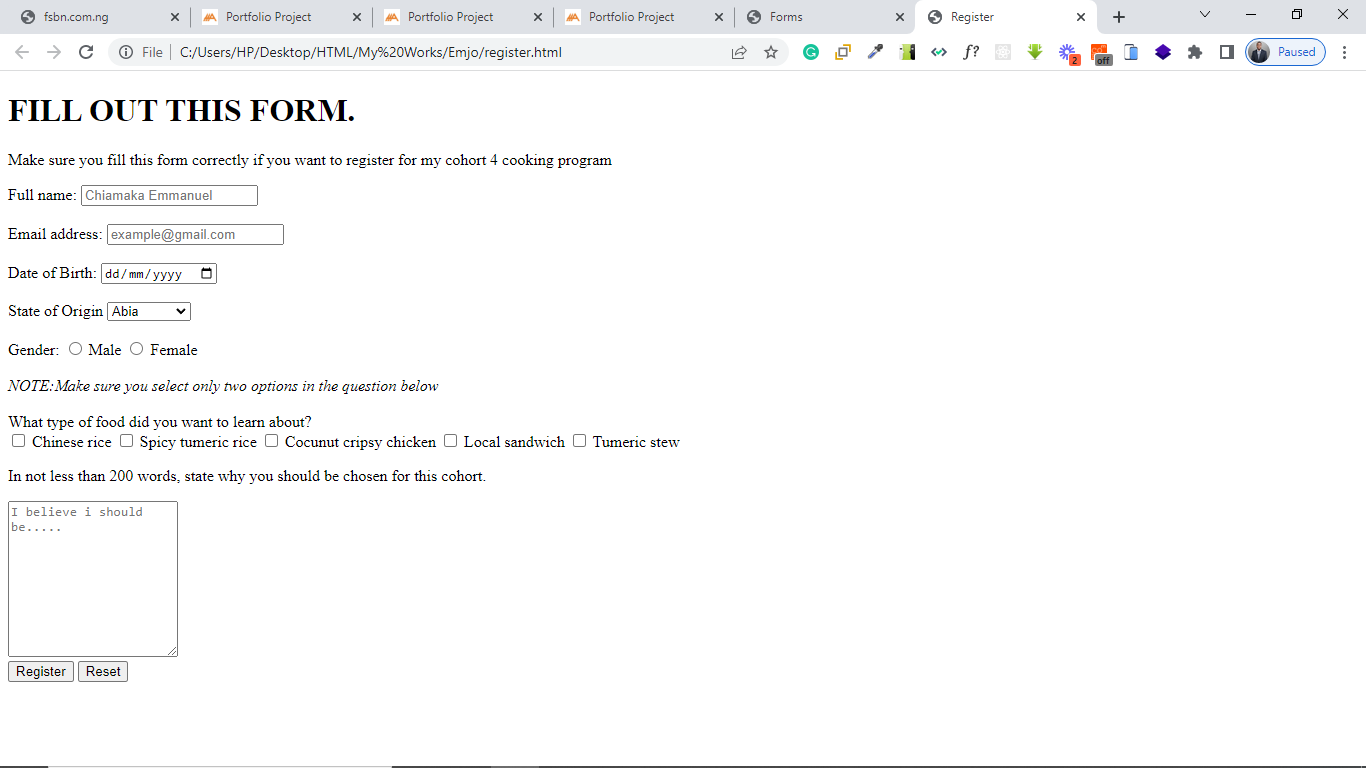 fsbn.com.ng Portfolio Project Portfolio Project Portfolio Project Forms Register
File C:/Users/HP/Desktop/HTML/My%20Works/Emjo/register.html f? 2 off Paused
FILL OUT THIS FORM.
Make sure you fill this form correctly if you want to register for my cohort 4 cooking program
Full name: Chiamaka Emmanuel
Email address: example@gmail.com
Date of Birth: dd/mm/yyyy
State of Origin Abia
Gender: Male Female
NOTE:Make sure you select only two options in the question below
What type of food did you want to learn about?
Chinese rice Spicy tumeric rice Cocunut cripsy chicken Local sandwich Tumeric stew
In not less than 200 words, state why you should be chosen for this cohort.
I believe i should
be.....
Register Reset